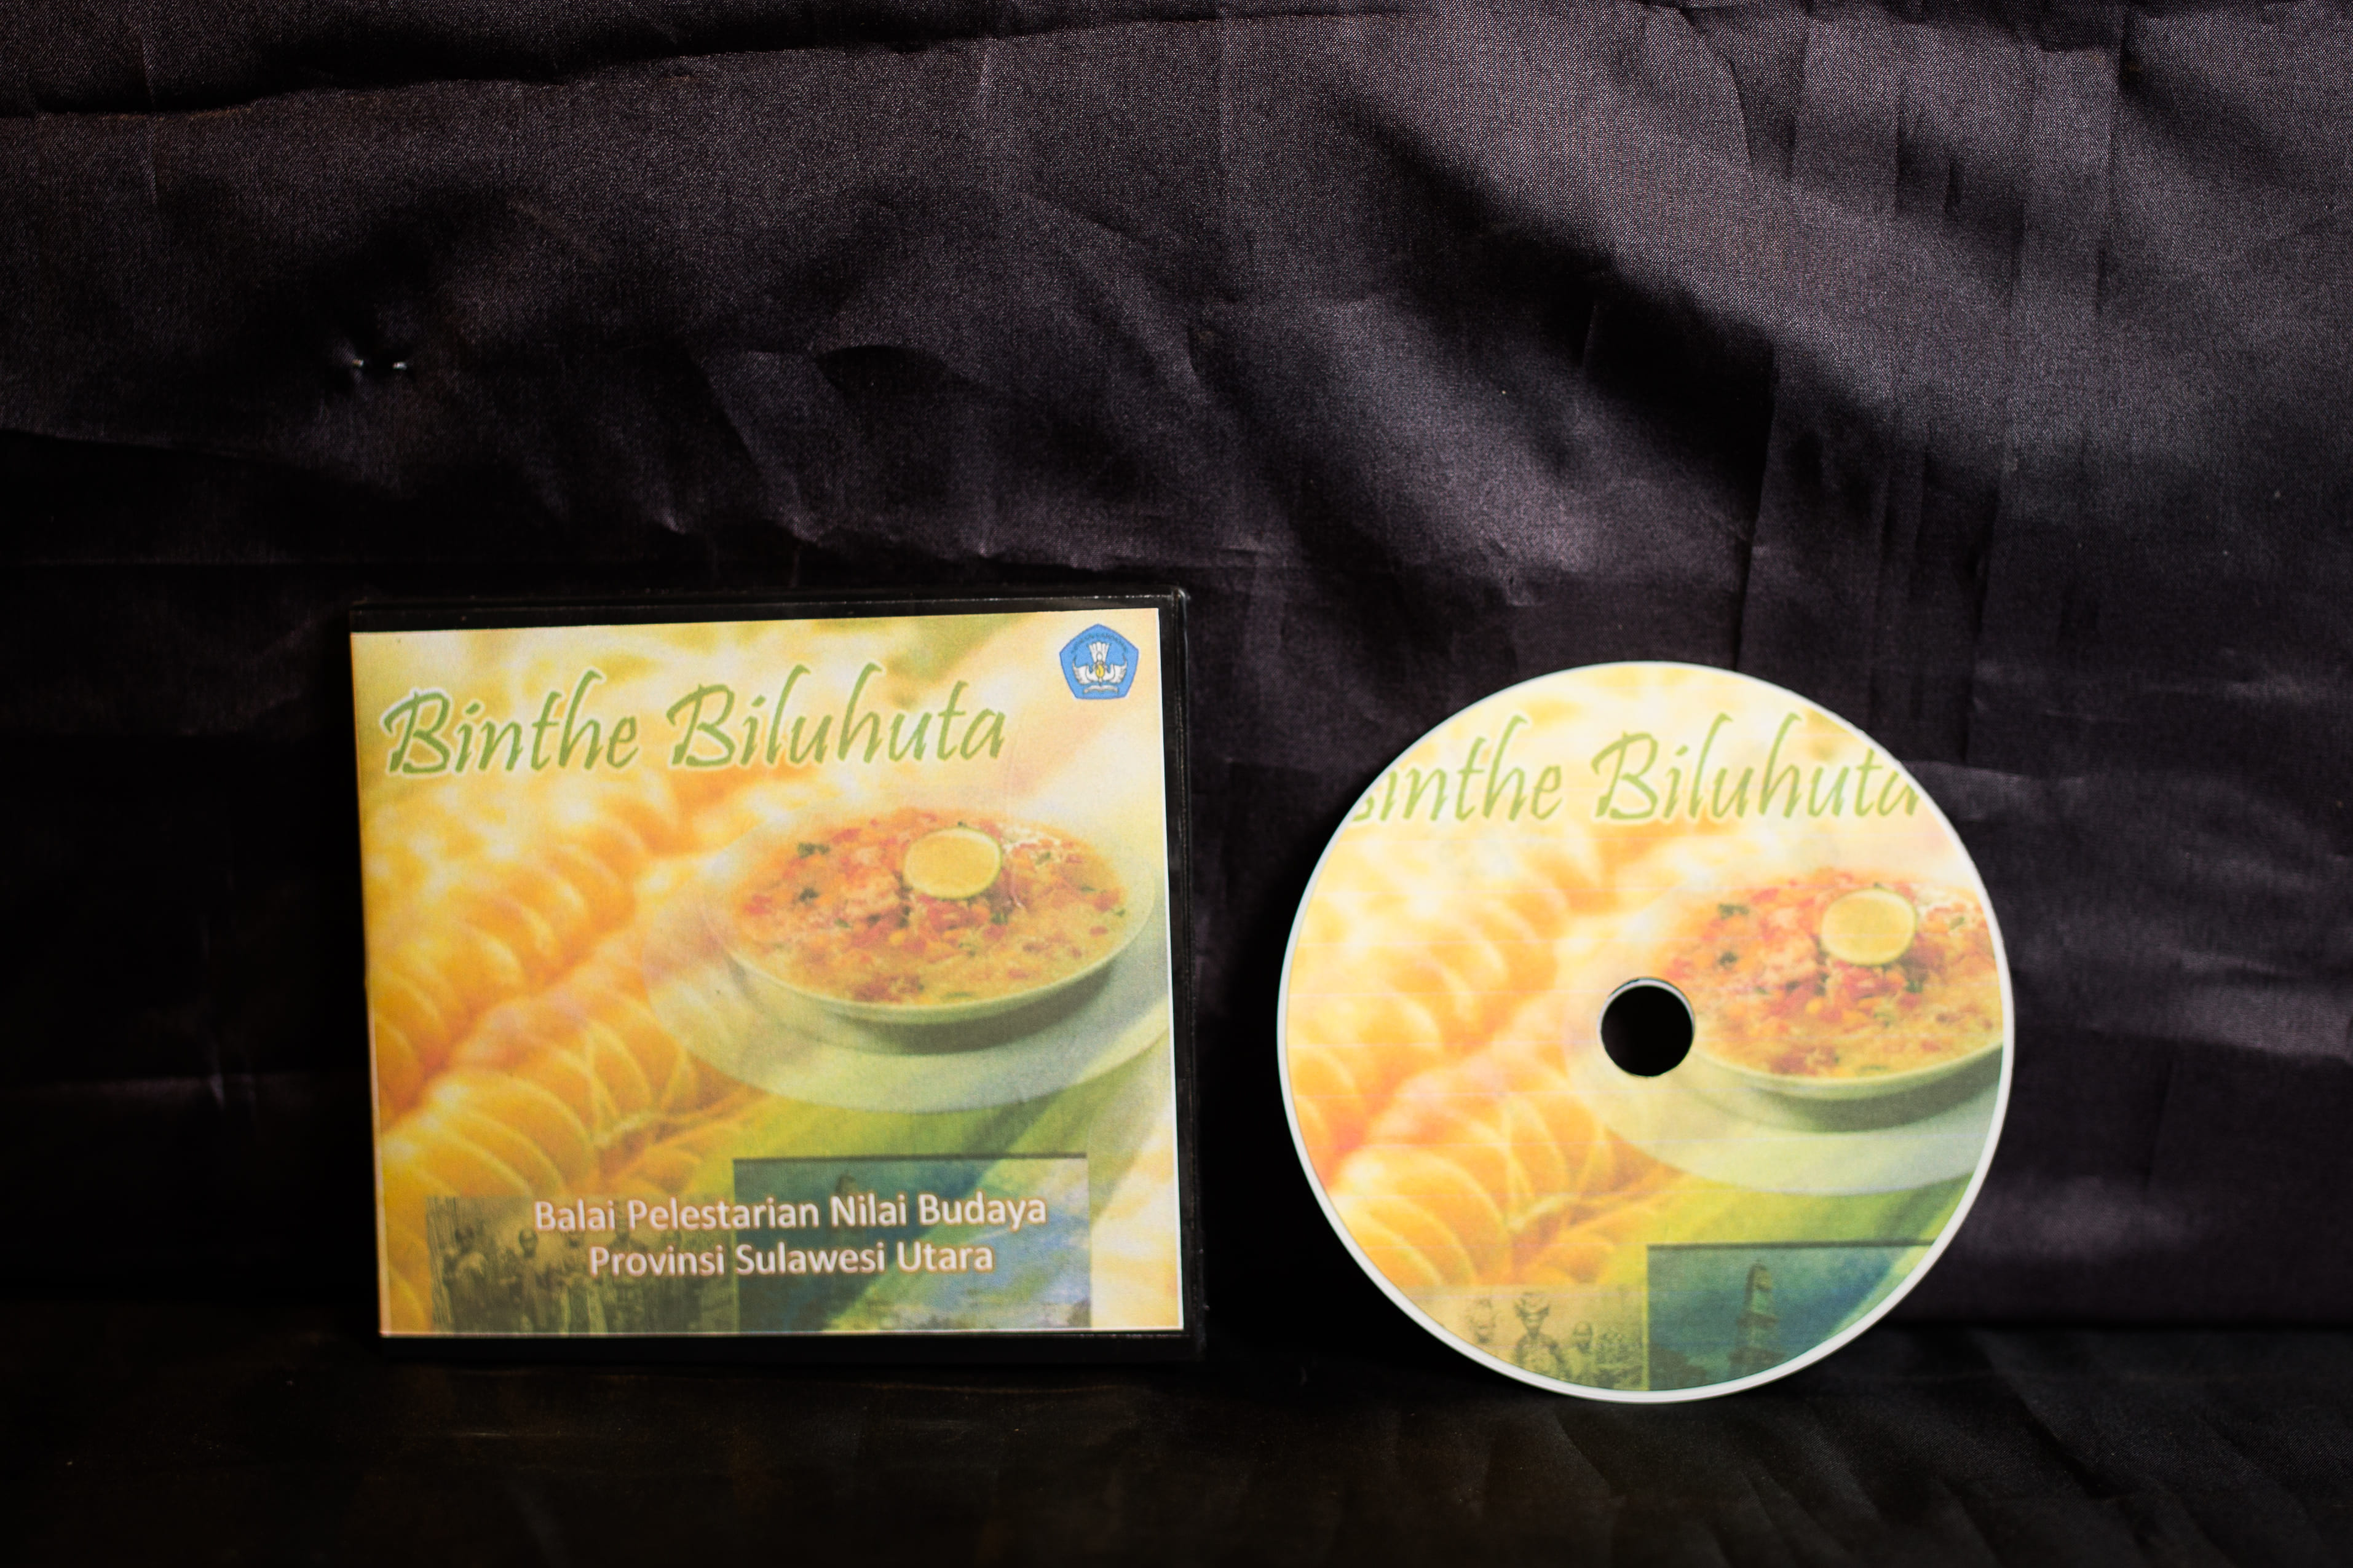 Binthe Biluhuta
Balai Pelestarian Nilai Budaya
Provinsi Sulawesi Utara
inthe Biluhuta